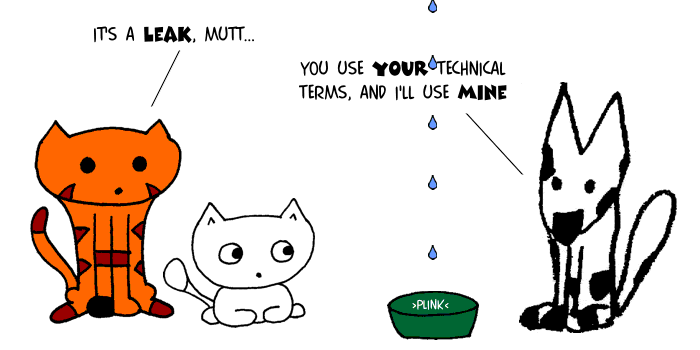 IT'S A LEAK, MUTT...
YOU USE YOUR TECHNICAL
TERMS, AND I'LL USE MINE
>PLINK<